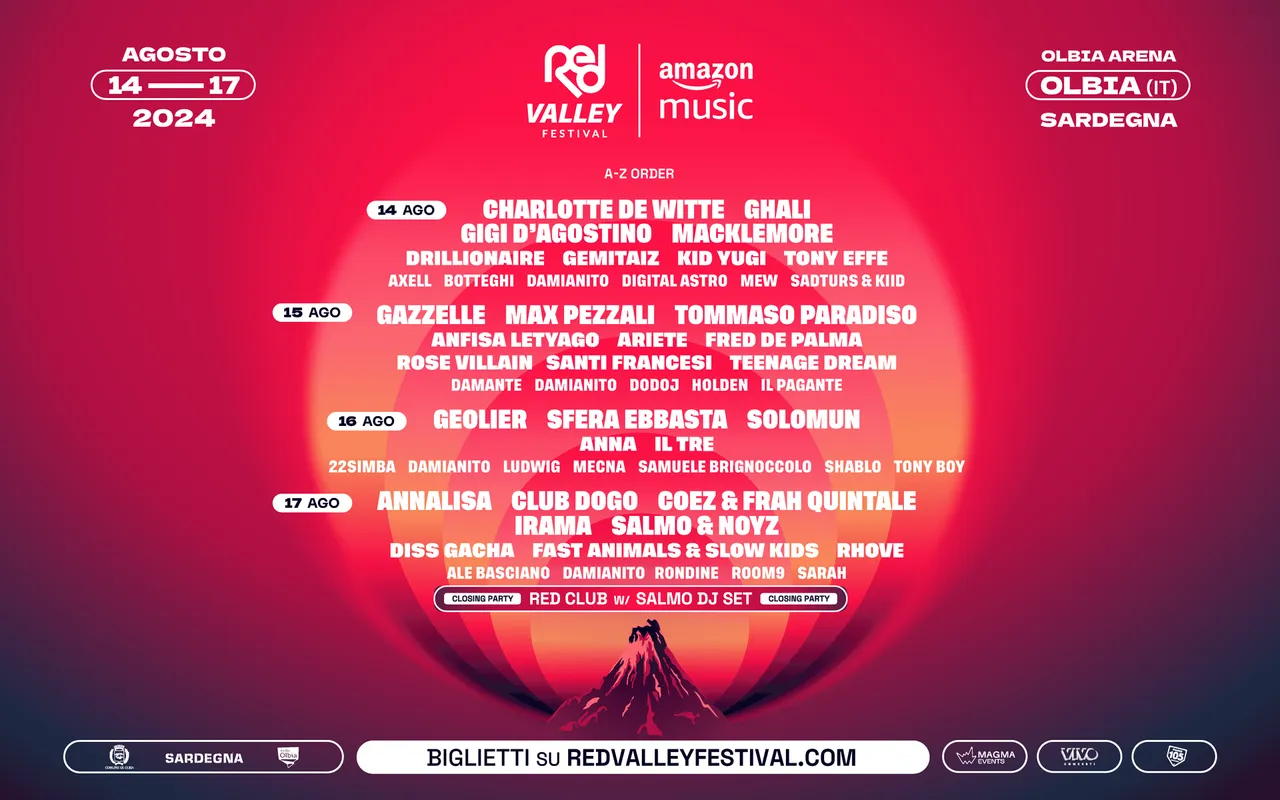 AGOSTO
14 — 17
2024
Red
VALLEY
FESTIVAL
amazon
music
OLBIA ARENA
OLBIA (IT)
SARDEGNA
A-Z ORDER
14 AGO
CHARLOTTE DE WITTE GHALI
GIGI D'AGOSTINO MACKLEMORE
DRILLIONAIRE GEMITAIZ KID YUGI TONY EFFE
AXELL BOTTEGHI DAMIANITO DIGITAL ASTRO MEW SADTURS & KIID
15 AGO
GAZZELLE MAX PEZZALI TOMMASO PARADISO
ANFISA LETYAGO ARIETE FRED DE PALMA
ROSE VILLAIN SANTI FRANCESI TEENAGE DREAM
DAMANTE DAMIANITO DODOJ HOLDEN IL PAGANTE
16 AGO
GEOLIER SFERA EBBASTA SOLOMUN
ANNA IL TRE
22SIMBA DAMIANITO LUDWIG MECNA SAMUELE BRIGNOCCOLO SHABLO TONY BOY
17 AGO
ANNALISA CLUB DOGO COEZ & FRAH QUINTALE
IRAMA SALMO & NOYZ
DISS GACHA FAST ANIMALS & SLOW KIDS RHOVE
ALE BASCIANO DAMIANITO RONDINE ROOM9 SARAH
CLOSING PARTY RED CLUB W/ SALMO DJ SET CLOSING PARTY
COMUNE DI OLBIA
SARDEGNA
Olbia
BIGLIETTI SU REDVALLEYFESTIVAL.COM
MAGMA
EVENTS
VIVO
CONCERTI
105